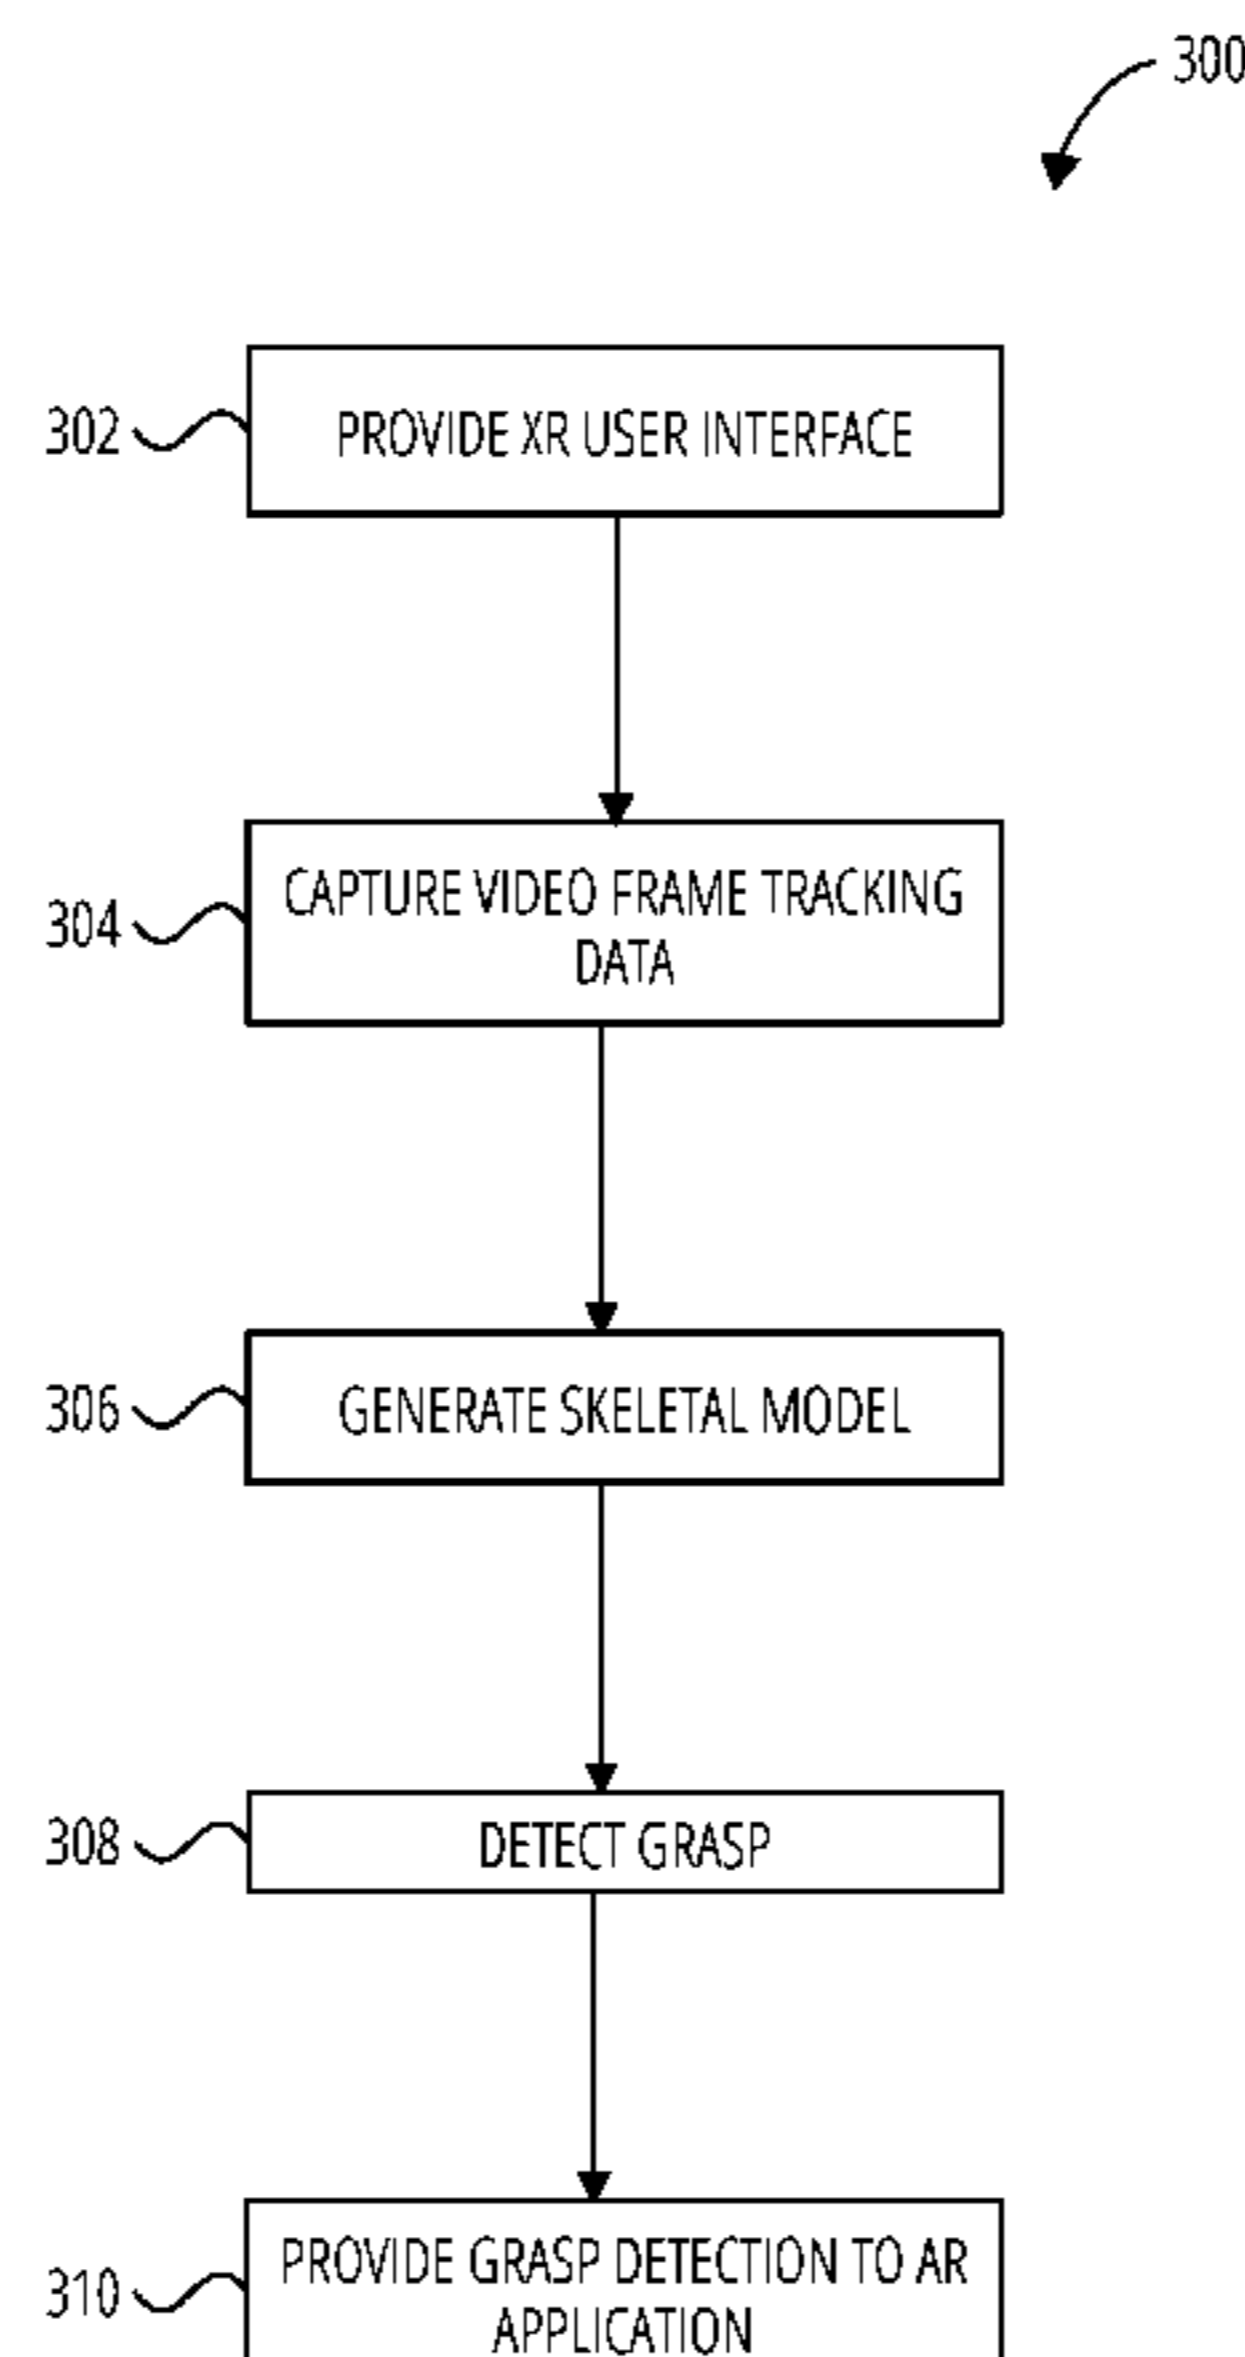 300
302
PROVIDE XR USER INTERFACE
304
CAPTURE VIDEO FRAME TRACKING
DATA
306
GENERATE SKELETAL MODEL
308
DETECT GRASP
310
PROVIDE GRASP DETECTION TO AR
APPLICATION